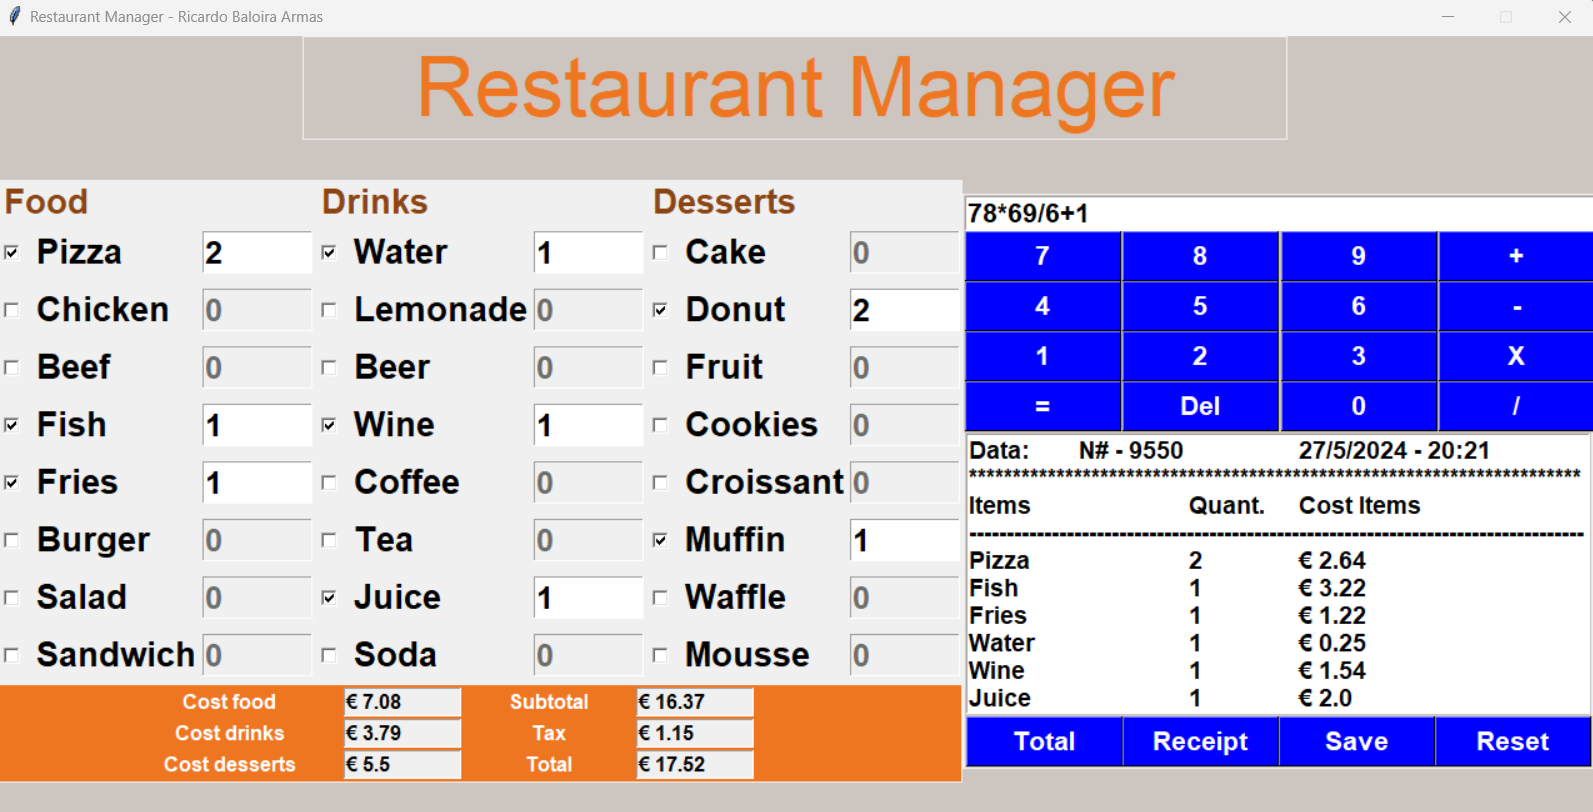 Restaurant Manager - Ricardo Baloira Armas
Restaurant Manager
Food Drinks Desserts
Pizza 2 Water 1 Cake 0
Chicken 0 Lemonade 0 Donut 2
Beef 0 Beer 0 Fruit 0
Fish 1 Wine 1 Cookies 0
Fries 1 Coffee 0 Croissant 0
Burger 0 Tea 0 Muffin 1
Salad 0 Juice 1 Waffle 0
Sandwich 0 Soda 0 Mousse 0
Cost food € 7.08 Subtotal € 16.37
Cost drinks € 3.79 Tax € 1.15
Cost desserts € 5.5 Total € 17.52
78*69/6+1
7 8 9 +
4 5 6 -
1 2 3 X
= Del 0 /
Data: N# - 9550 27/5/2024 - 20:21
************************************************************************
Items Quant. Cost Items
--------------------------------------------------------------------------------
Pizza 2 € 2.64
Fish 1 € 3.22
Fries 1 € 1.22
Water 1 € 0.25
Wine 1 € 1.54
Juice 1 € 2.0
Total Receipt Save Reset